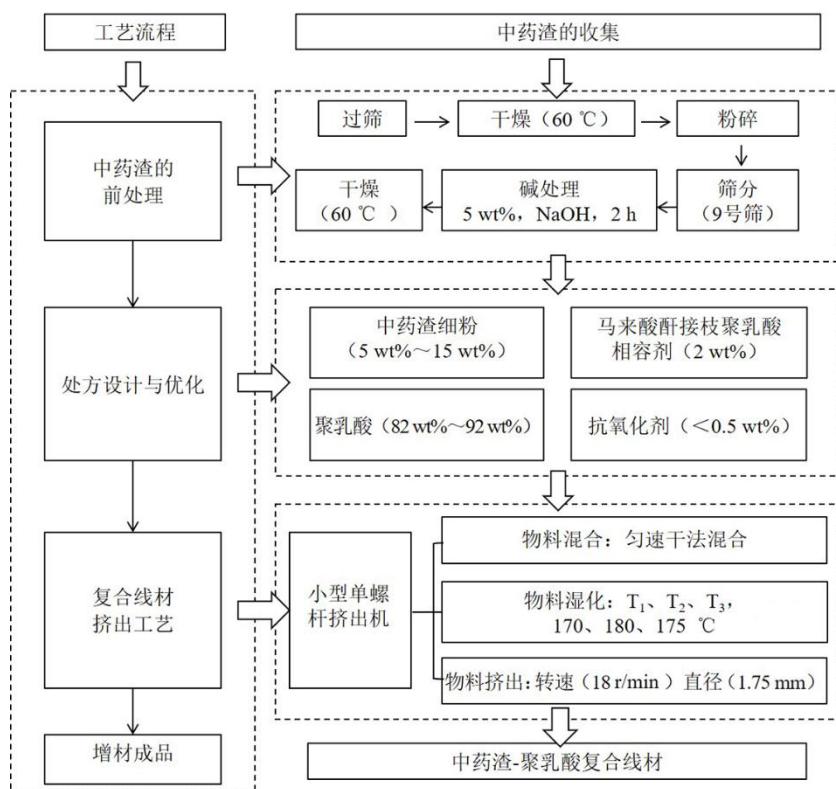 工艺流程
中药渣的收集
过筛
干燥（60 ℃）
粉碎
筛分
（9号筛）
碱处理
5 wt%，NaOH，2 h
干燥
（60 ℃ ）
中药渣的
前处理
处方设计与优化
中药渣细粉
（5 wt%～15 wt%）
马来酸酐接枝聚乳酸
相容剂（2 wt%）
聚乳酸（82 wt%～92 wt%）
抗氧化剂（＜0.5 wt%）
复合线材
挤出工艺
小型单螺
杆挤出机
物料混合：匀速干法混合
物料湿化：T₁、T₂、T₃，
170、180、175 ℃
物料挤出：转速（18 r/min）直径（1.75 mm）
增材成品
中药渣-聚乳酸复合线材